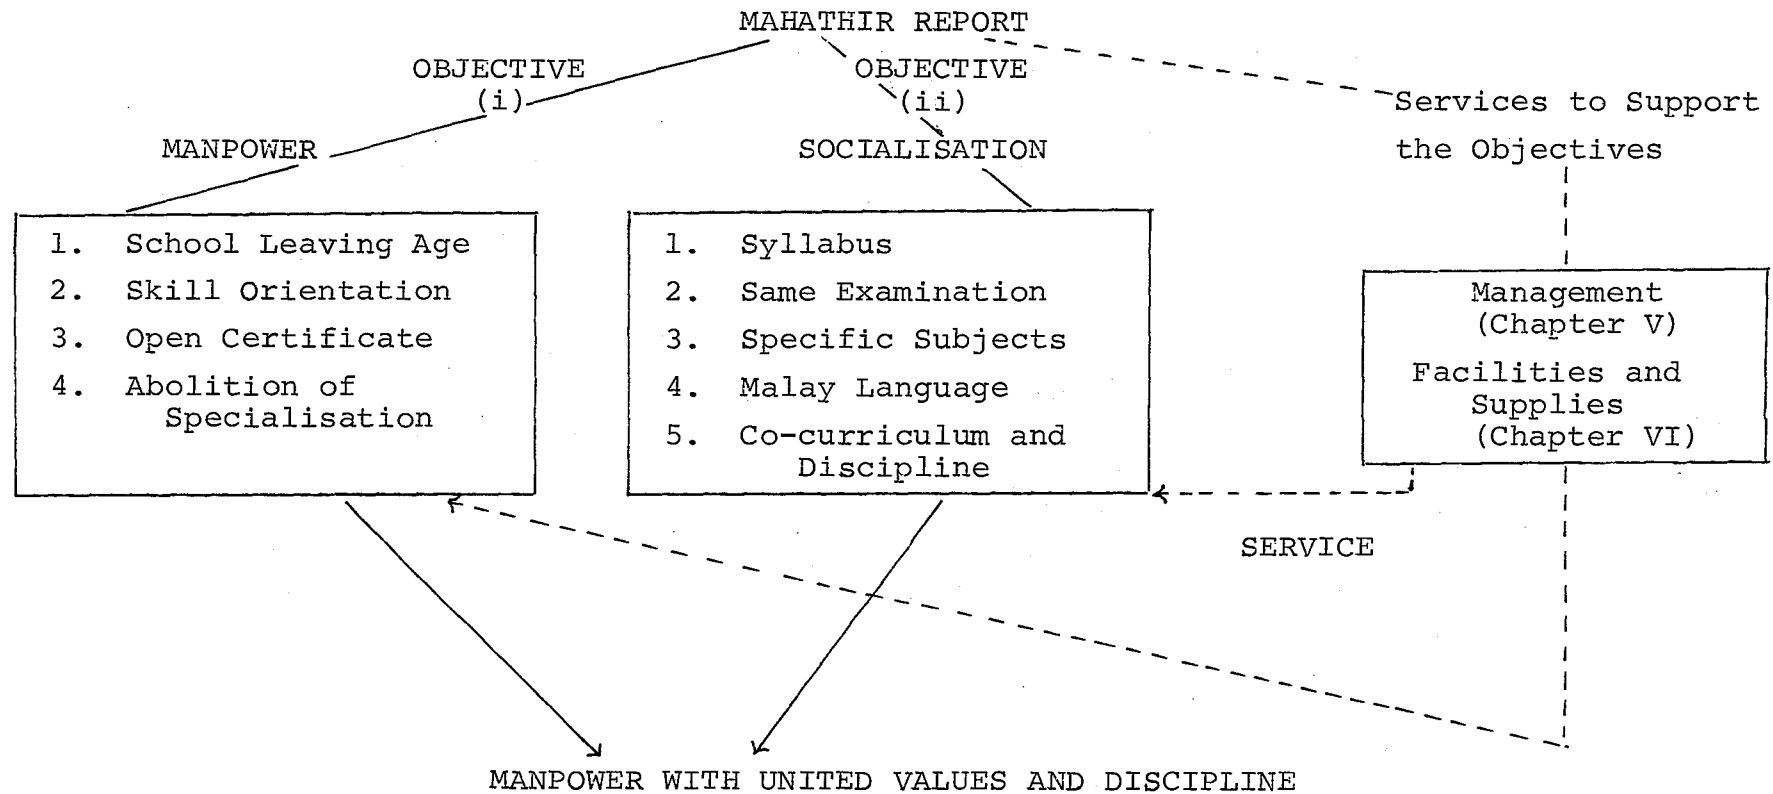 MAHATHIR REPORT
OBJECTIVE
(i)
OBJECTIVE
(ii)
Services to Support
the Objectives
MANPOWER
SOCIALISATION
1. School Leaving Age
2. Skill Orientation
3. Open Certificate
4. Abolition of
Specialisation
1. Syllabus
2. Same Examination
3. Specific Subjects
4. Malay Language
5. Co-curriculum and
Discipline
Management
(Chapter V)
Facilities and
Supplies
(Chapter VI)
SERVICE
MANPOWER WITH UNITED VALUES AND DISCIPLINE